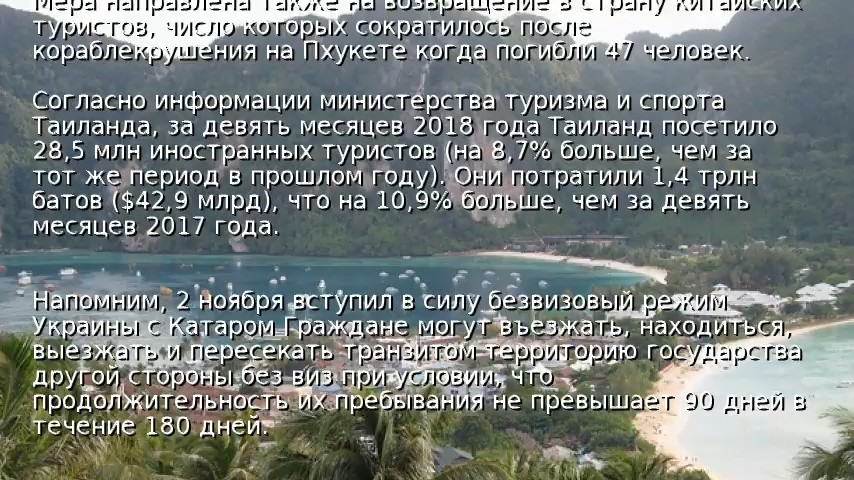 Мера направлена также на возвращение в страну китайских
туристов, число которых сократилось после
кораблекрушения на Пхукете когда погибли 47 человек.
Согласно информации министерства туризма и спорта
Таиланда, за девять месяцев 2018 года Таиланд посетило
28,5 млн иностранных туристов (на 8,7% больше, чем за
тот же период в прошлом году). Они потратили 1,4 трлн
батов ($42,9 млрд), что на 10,9% больше, чем за девять
месяцев 2017 года.
Напомним, 2 ноября вступил в силу безвизовый режим
Украины с Катаром Граждане могут въезжать, находиться,
выезжать и пересекать транзитом территорию государства
другой стороны без виз при условии, что
продолжительность их пребывания не превышает 90 дней в
течение 180 дней.